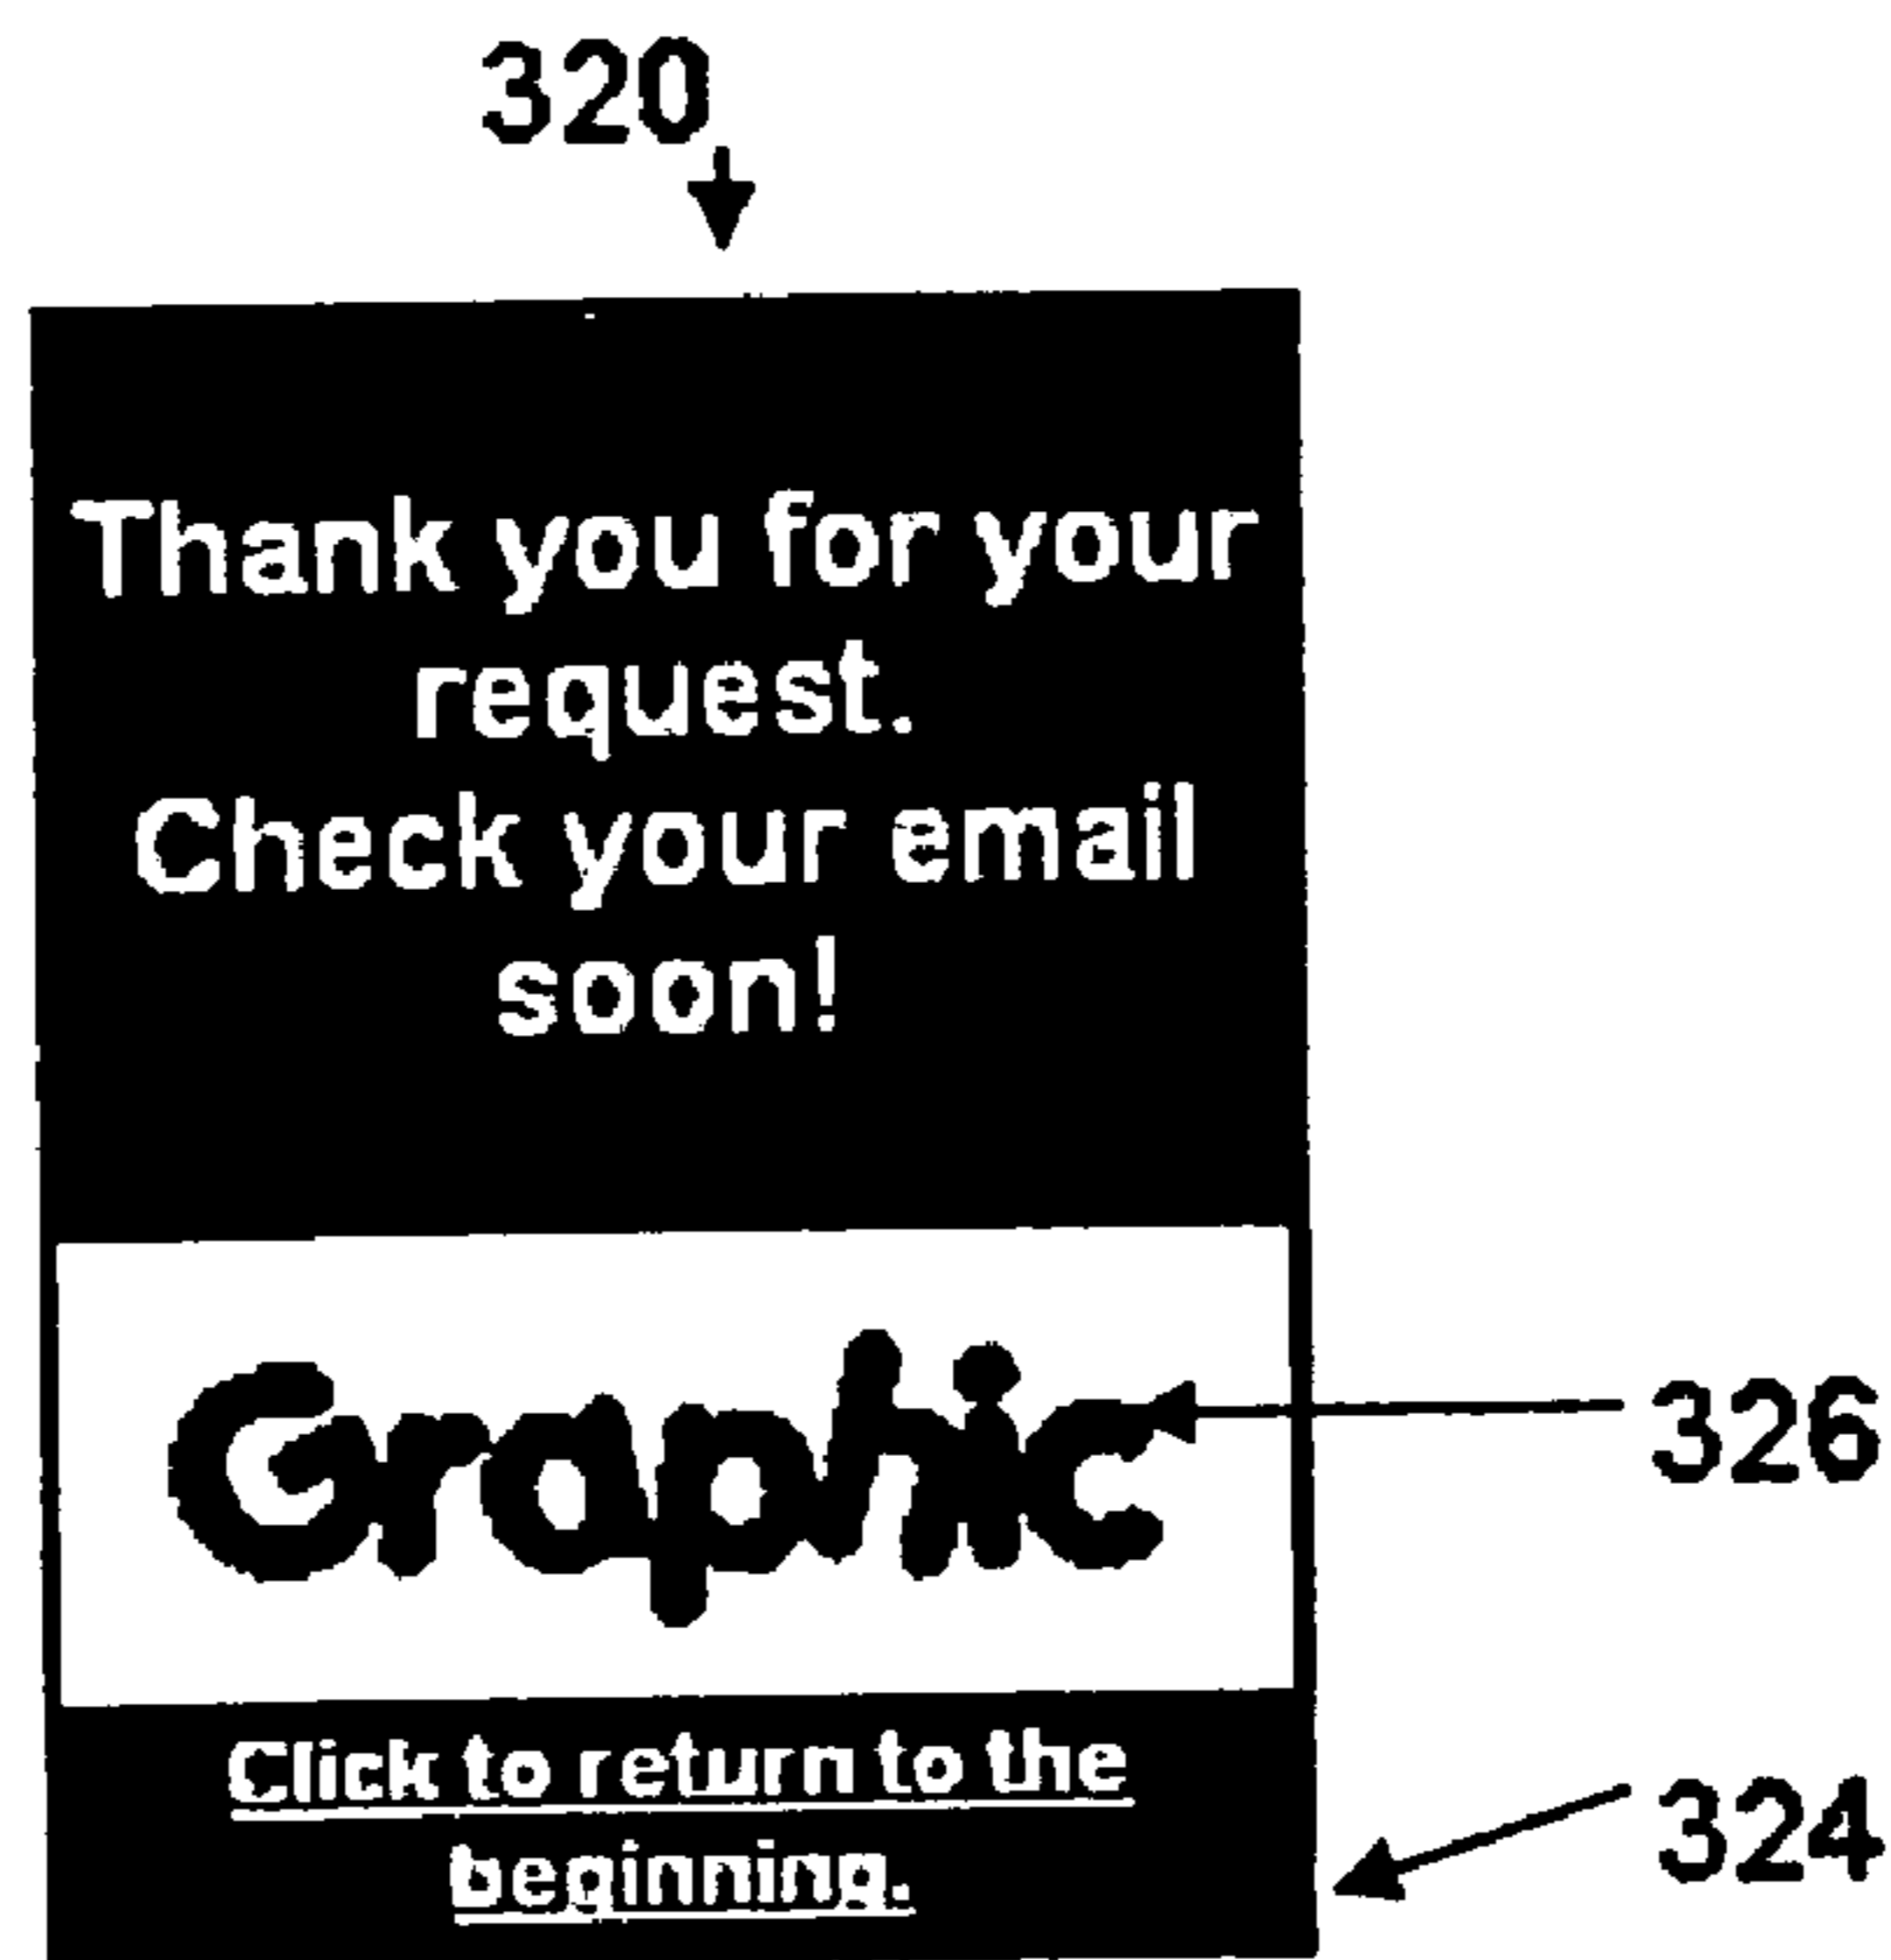 320
Thank you for your
request.
Check your email
soon!
Graphic
326
Click to return to the
beginning.
324